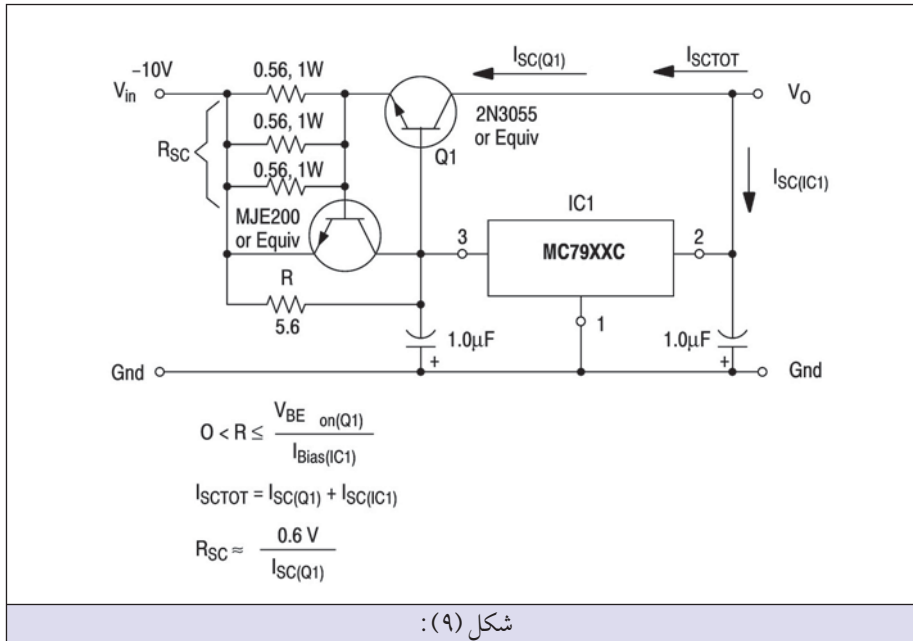 –10V
Vin
0.56, 1W
0.56, 1W
0.56, 1W
RSC
MJE200
or Equiv
R
5.6
ISC(Q1)
ISCTOT
2N3055
or Equiv
Q1
VO
ISC(IC1)
IC1
3
MC79XXC
2
1
1.0μF
+
1.0μF
+
Gnd
Gnd
O < R ≤ VBE on(Q1) / IBias(IC1)
ISCTOT = ISC(Q1) + ISC(IC1)
RSC ≈ 0.6 V / ISC(Q1)
شكل (٩):